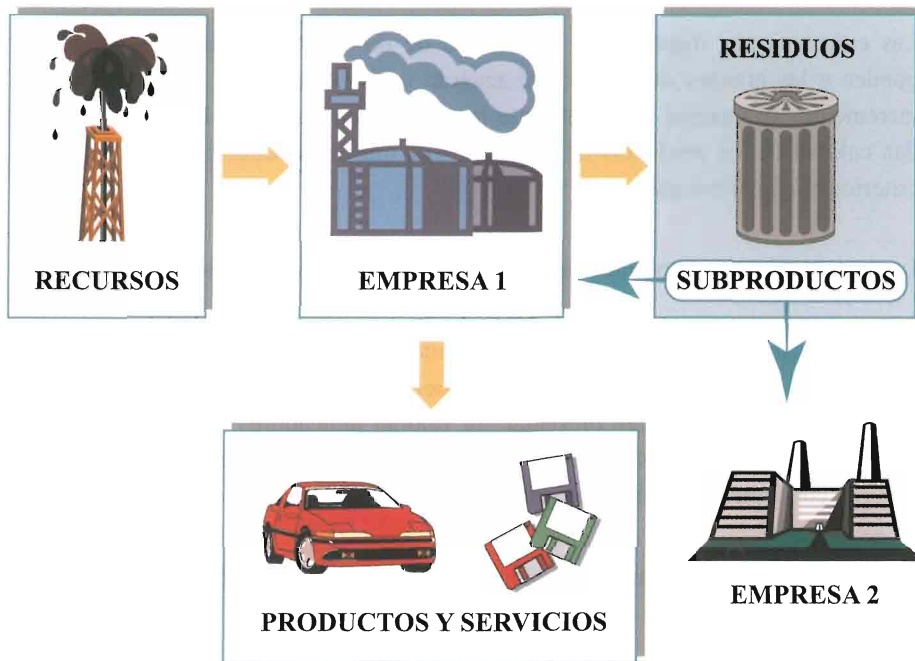 RECURSOS
EMPRESA 1
RESIDUOS
SUBPRODUCTOS
PRODUCTOS Y SERVICIOS
EMPRESA 2